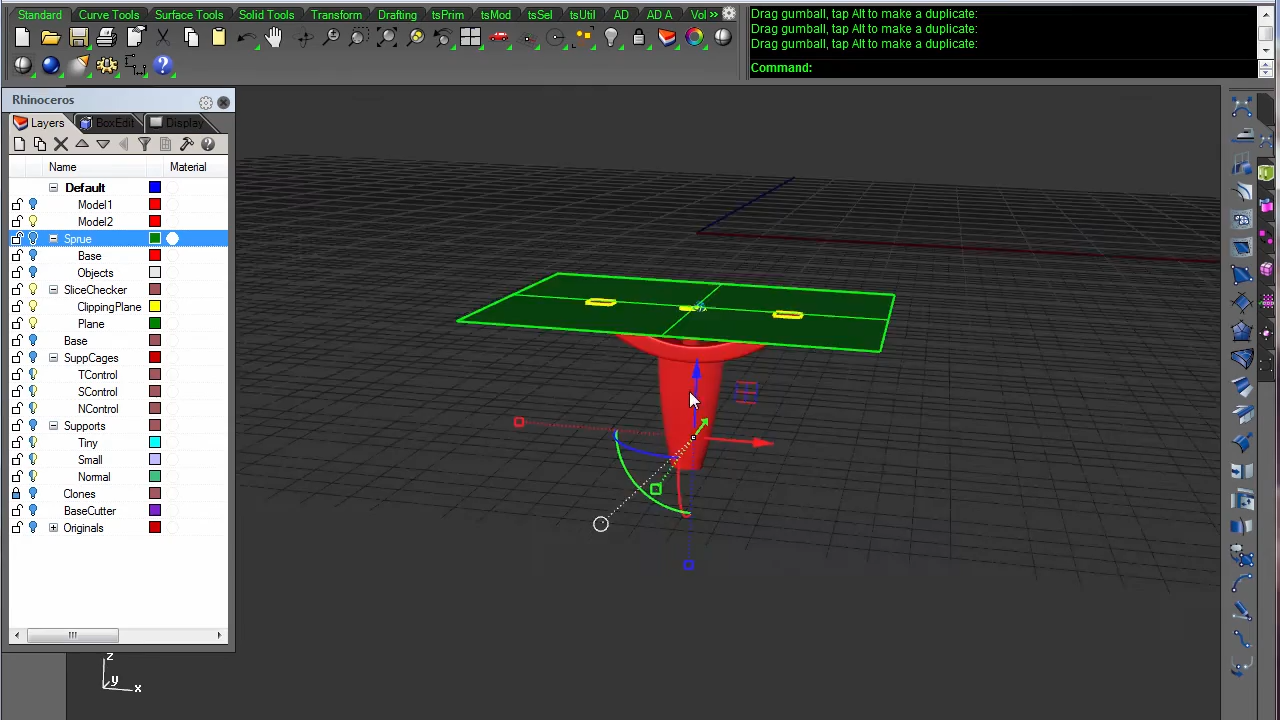 Standard Curve Tools Surface Tools Solid Tools Transform Drafting tsPrim tsMod tsSel tsUtil AD AD A Vol »
Drag gumball, tap Alt to make a duplicate:
Drag gumball, tap Alt to make a duplicate:
Drag gumball, tap Alt to make a duplicate:
Command:
Rhinoceros
Layers BoxEdit Display
Name Material
Default
Model1
Model2
Sprue
Base
Objects
SliceChecker
ClippingPlane
Plane
Base
SuppCages
TControl
SControl
NControl
Supports
Tiny
Small
Normal
Clones
BaseCutter
Originals
z
y
x